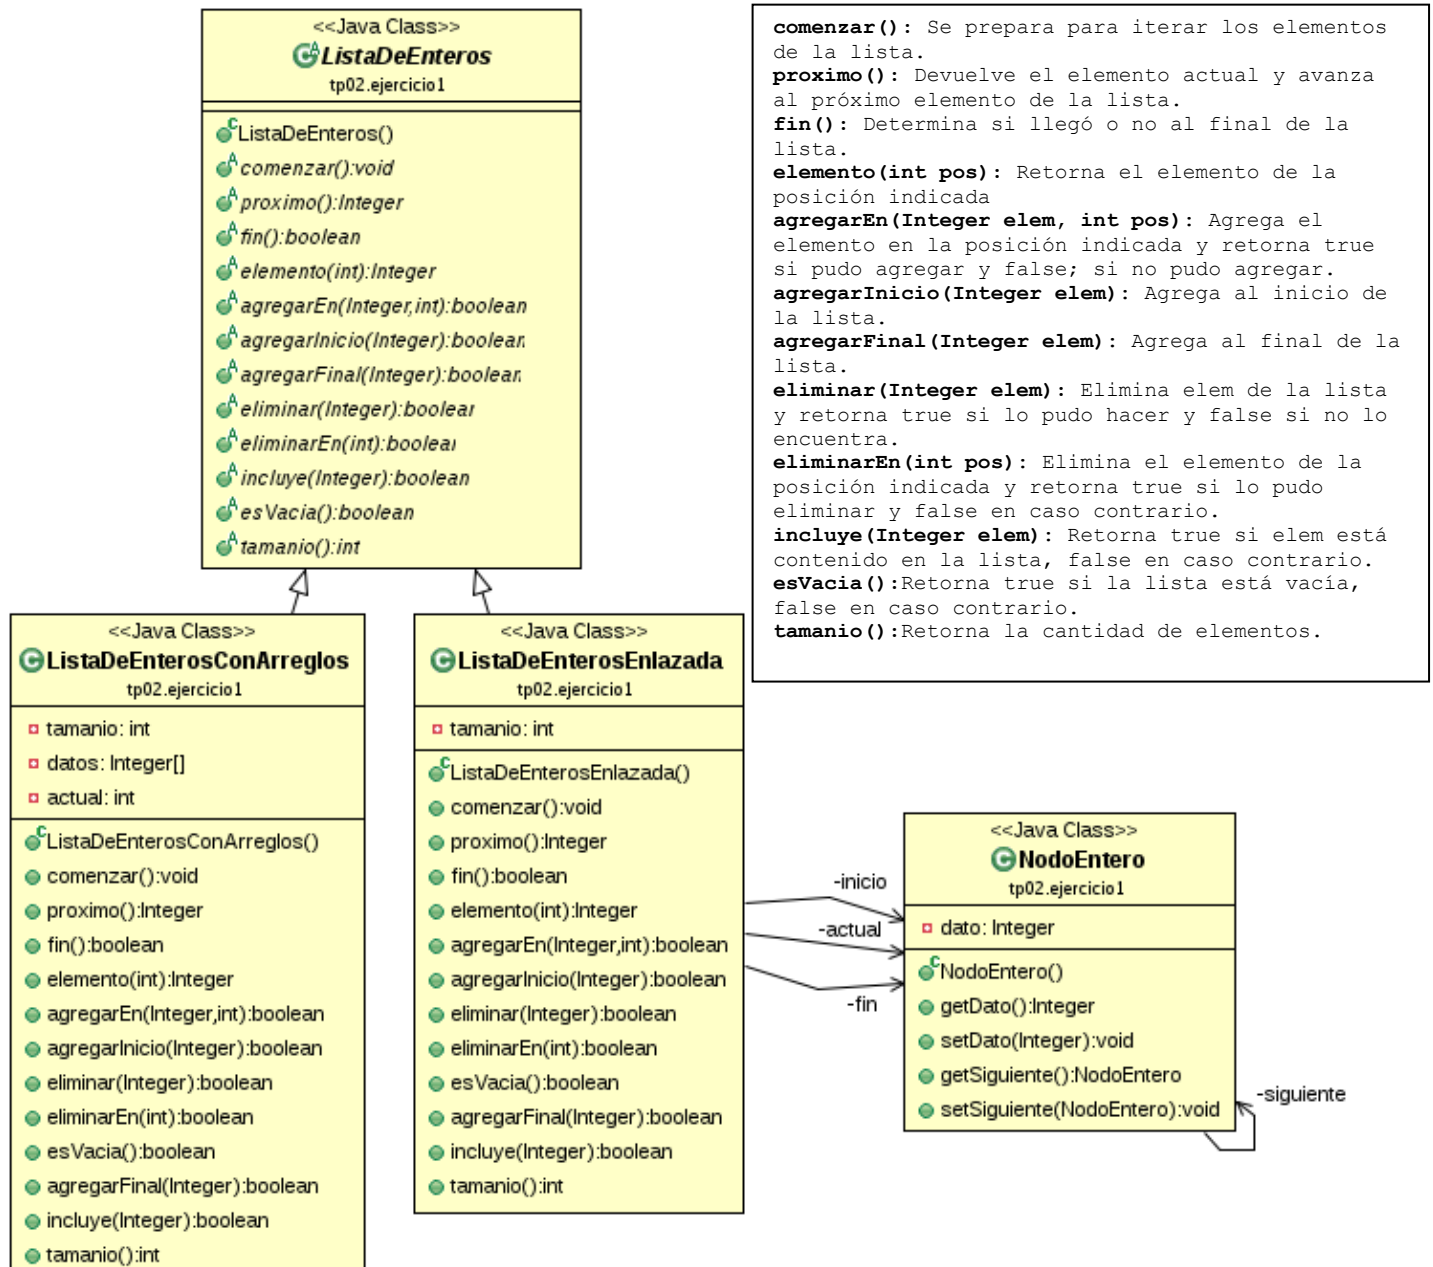 <<Java Class>>
ListaDeEnteros
tp02.ejercicio1
ListaDeEnteros()
comenzar():void
proximo():Integer
fin():boolean
elemento(int):Integer
agregarEn(Integer,int):boolean
agregarInicio(Integer):boolean
agregarFinal(Integer):boolean
eliminar(Integer):boolear
eliminarEn(int):boolear
incluye(Integer):boolean
esVacia():boolean
tamanio():int
comenzar(): Se prepara para iterar los elementos
de la lista.
proximo(): Devuelve el elemento actual y avanza
al próximo elemento de la lista.
fin(): Determina si llegó o no al final de la
lista.
elemento(int pos): Retorna el elemento de la
posición indicada
agregarEn(Integer elem, int pos): Agrega el
elemento en la posición indicada y retorna true
si pudo agregar y false; si no pudo agregar.
agregarInicio(Integer elem): Agrega al inicio de
la lista.
agregarFinal(Integer elem): Agrega al final de la
lista.
eliminar(Integer elem): Elimina elem de la lista
y retorna true si lo pudo hacer y false si no lo
encuentra.
eliminarEn(int pos): Elimina el elemento de la
posición indicada y retorna true si lo pudo
eliminar y false en caso contrario.
incluye(Integer elem): Retorna true si elem está
contenido en la lista, false en caso contrario.
esVacia():Retorna true si la lista está vacía,
false en caso contrario.
tamanio():Retorna la cantidad de elementos.
<<Java Class>>
ListaDeEnterosConArreglos
tp02.ejercicio1
tamanio: int
datos: Integer[]
actual: int
ListaDeEnterosConArreglos()
comenzar():void
proximo():Integer
fin():boolean
elemento(int):Integer
agregarEn(Integer,int):boolean
agregarInicio(Integer):boolean
eliminar(Integer):boolean
eliminarEn(int):boolean
esVacia():boolean
agregarFinal(Integer):boolean
incluye(Integer):boolean
tamanio():int
<<Java Class>>
ListaDeEnterosEnlazada
tp02.ejercicio1
tamanio: int
ListaDeEnterosEnlazada()
comenzar():void
proximo():Integer
fin():boolean
elemento(int):Integer
agregarEn(Integer,int):boolean
agregarInicio(Integer):boolean
eliminar(Integer):boolean
eliminarEn(int):boolean
esVacia():boolean
agregarFinal(Integer):boolean
incluye(Integer):boolean
tamanio():int
-inicio
-actual
-fin
<<Java Class>>
NodoEntero
tp02.ejercicio1
dato: Integer
NodoEntero()
getDato():Integer
setDato(Integer):void
getSiguiente():NodoEntero
setSiguiente(NodoEntero):void
-siguiente